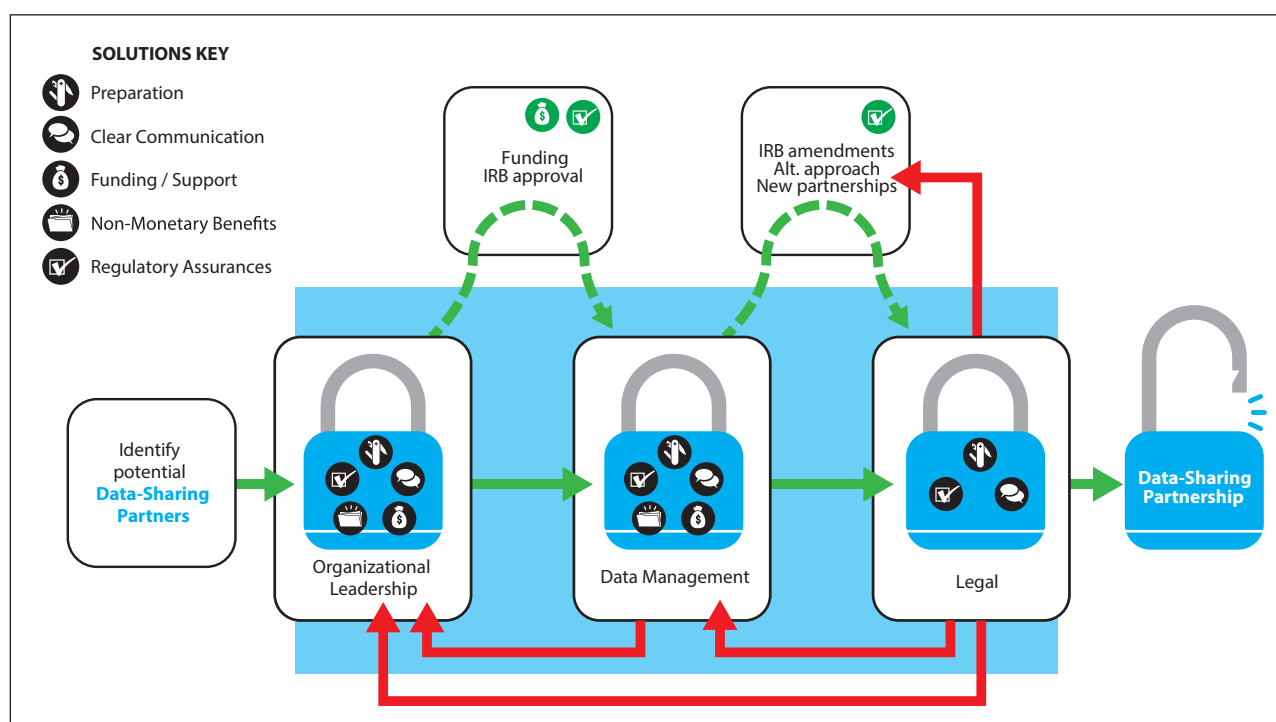 SOLUTIONS KEY
Preparation
Clear Communication
Funding / Support
Non-Monetary Benefits
Regulatory Assurances
Funding
IRB approval
IRB amendments
Alt. approach
New partnerships
Identify
potential
Data-Sharing
Partners
Organizational
Leadership
Data Management
Legal
Data-Sharing
Partnership